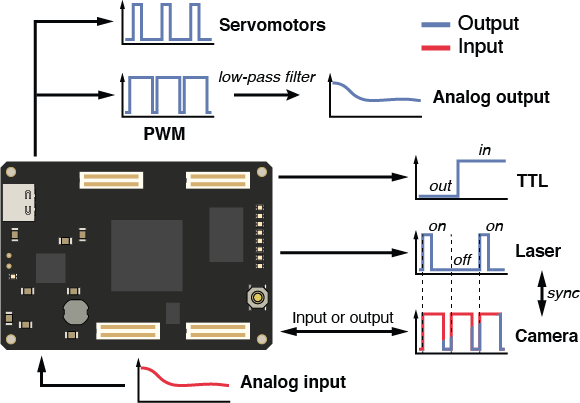 Servomotors
Output
Input
low-pass filter
Analog output
PWM
in
out
TTL
on
on
off
Laser
sync
Input or output
Camera
Analog input